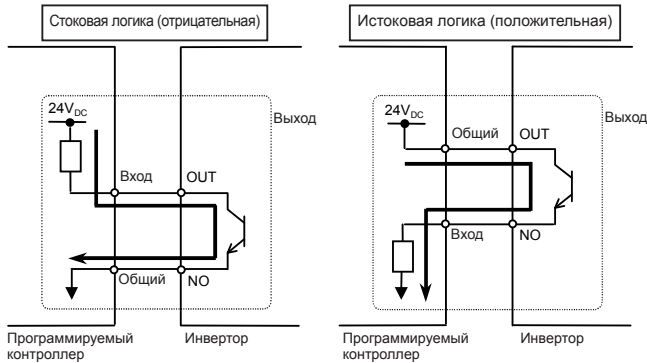 Стоковая логика (отрицательная)
Истоковая логика (положительная)
24VDC
Выход
Вход
OUT
Общий
NO
Программируемый
контроллер
Инвертор
24VDC
Выход
Общий
OUT
Вход
NO
Программируемый
контроллер
Инвертор